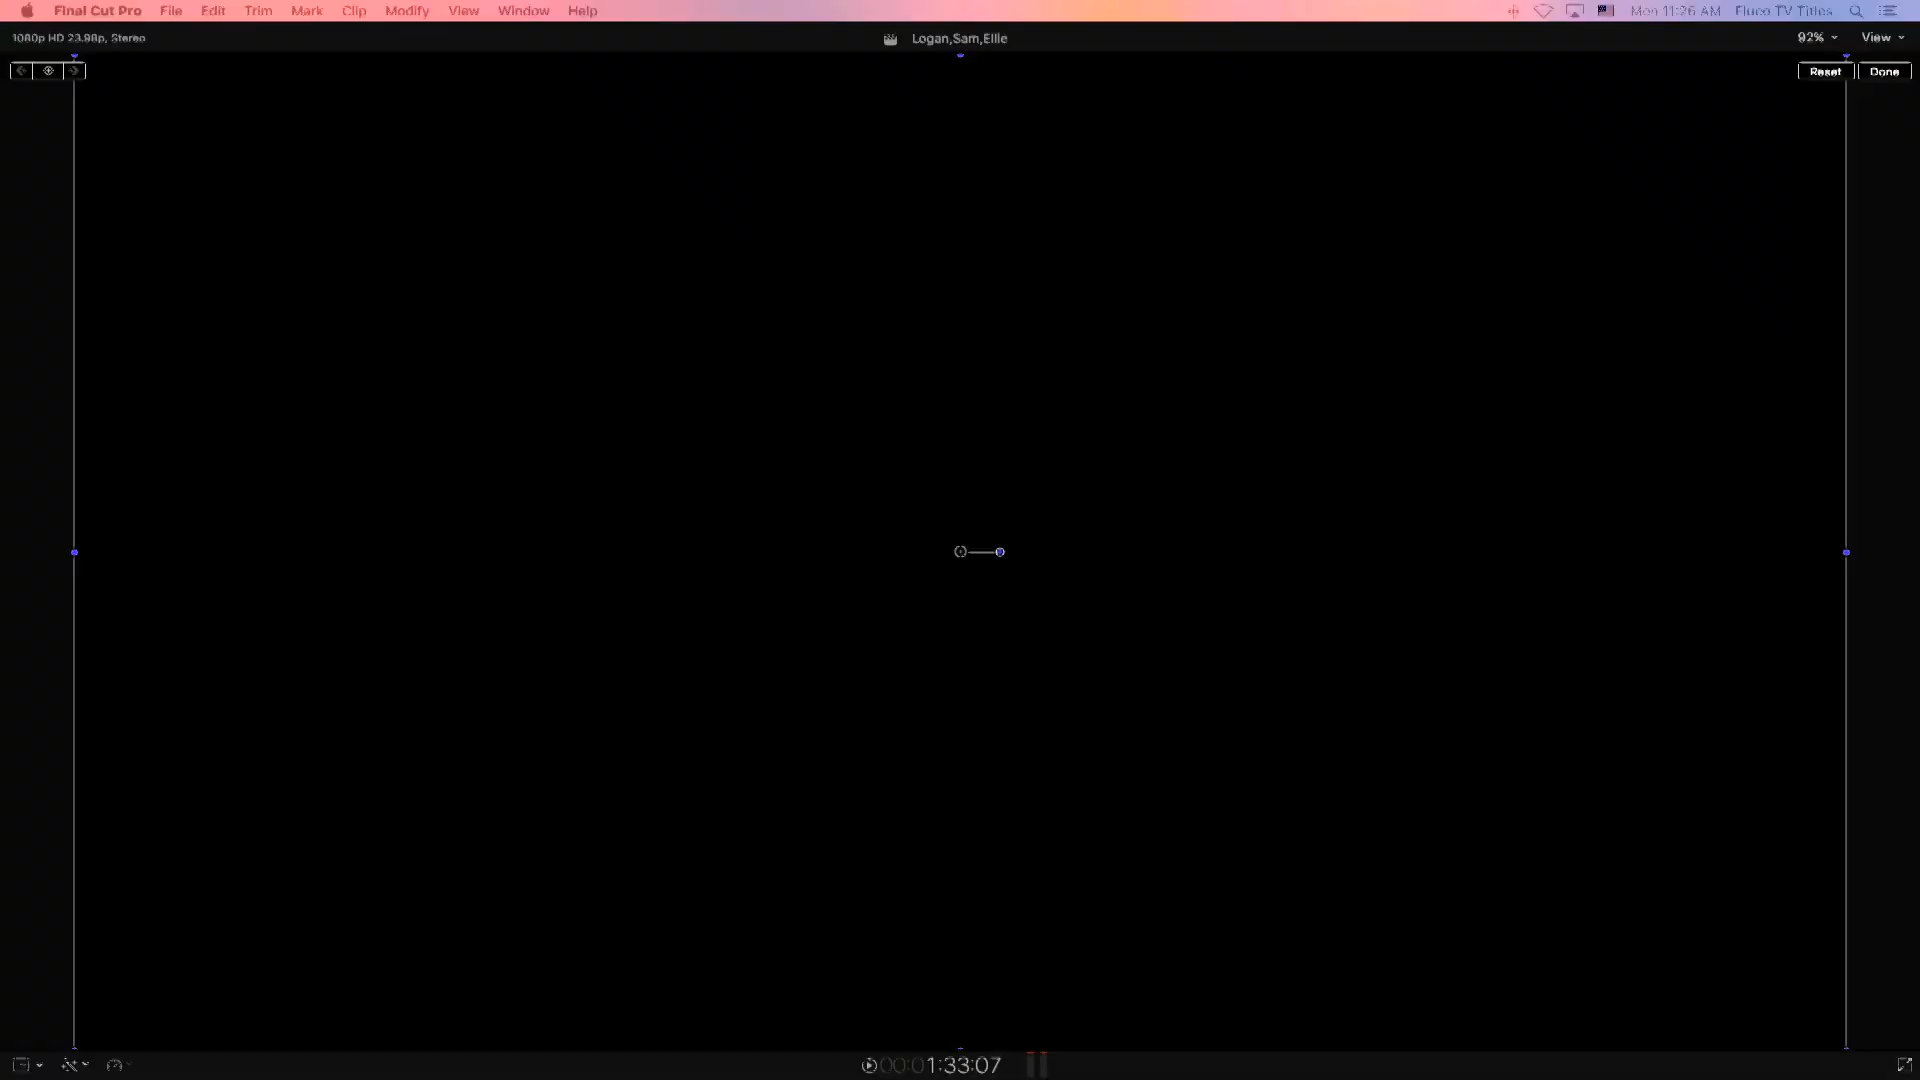 Final Cut Pro File Edit Trim Mark Clip Modify View Window Help Mon 11:26 AM Fluco TV Titles
1080p HD 23.98p, Stereo Logan,Sam,Ellie 92% View
Reset Done
00:01:33:07